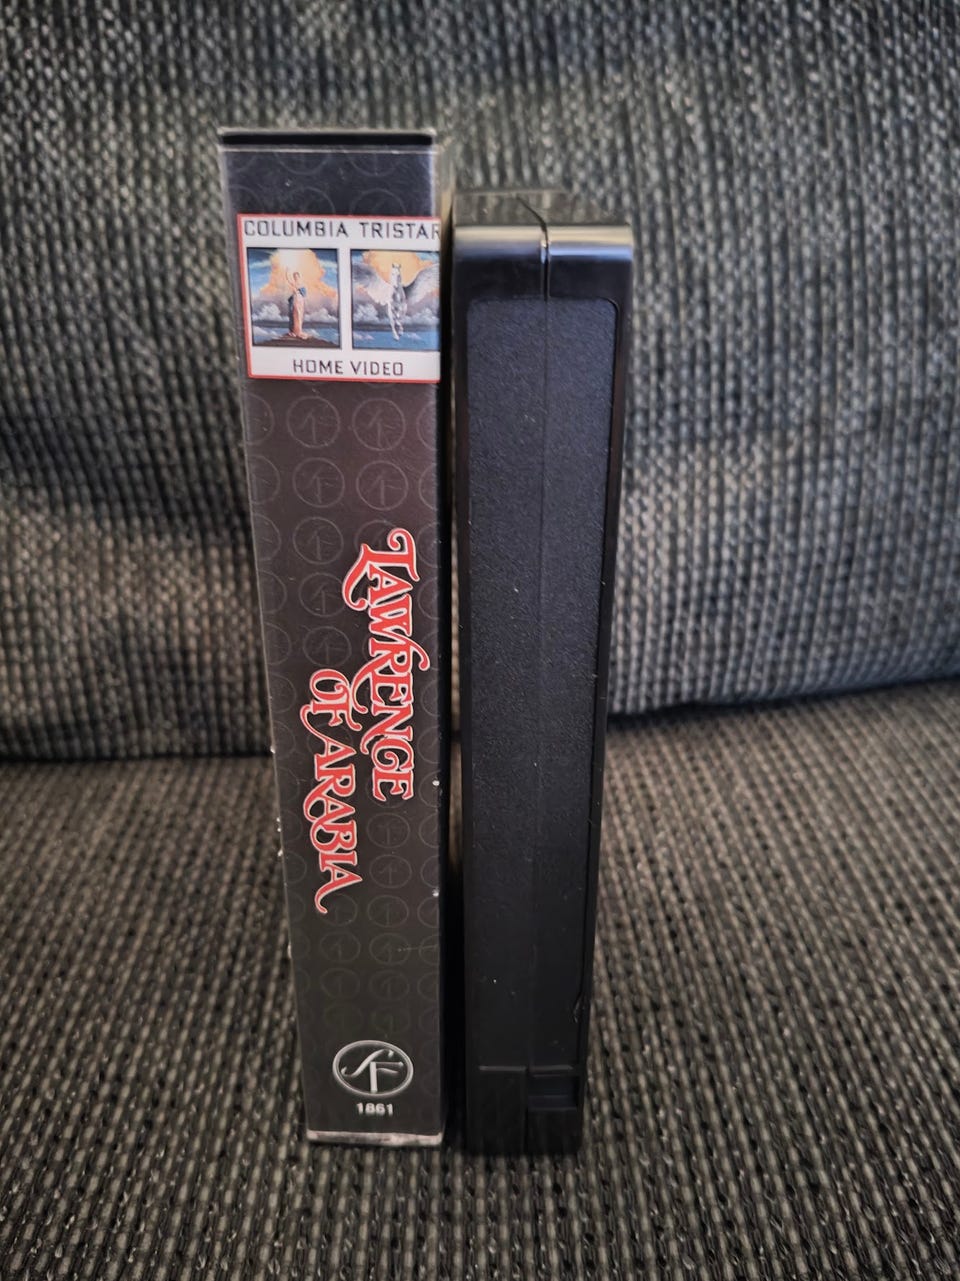 COLUMBIA TRISTAR
HOME VIDEO
LAWRENCE
OF ARABIA
SF
1861